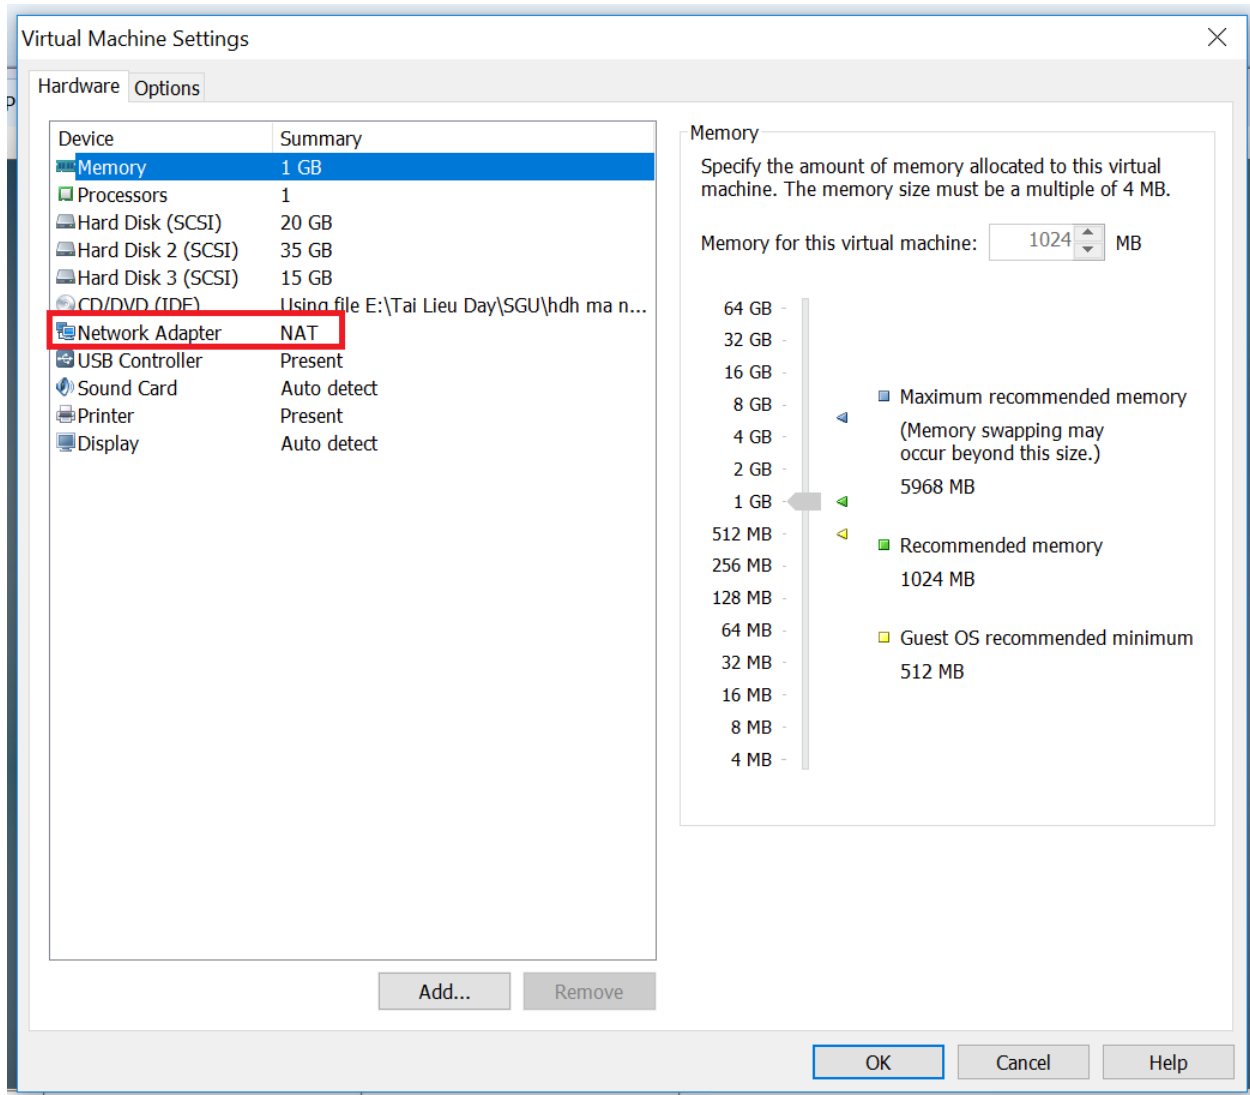 Virtual Machine Settings
Hardware Options
P
Device Summary
Memory 1 GB
Processors 1
Hard Disk (SCSI) 20 GB
Hard Disk 2 (SCSI) 35 GB
Hard Disk 3 (SCSI) 15 GB
CD/DVD (IDE) Using file E:\Tai Lieu Day\SGU\hdh ma n...
Network Adapter NAT
USB Controller Present
Sound Card Auto detect
Printer Present
Display Auto detect
Add... Remove
Memory
Specify the amount of memory allocated to this virtual
machine. The memory size must be a multiple of 4 MB.
Memory for this virtual machine: 1024 MB
64 GB
32 GB
16 GB
8 GB
4 GB
2 GB
1 GB
512 MB
256 MB
128 MB
64 MB
32 MB
16 MB
8 MB
4 MB
Maximum recommended memory
(Memory swapping may
occur beyond this size.)
5968 MB
Recommended memory
1024 MB
Guest OS recommended minimum
512 MB
OK Cancel Help